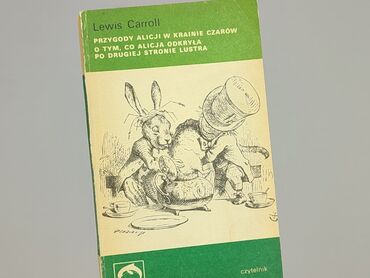 Lewis Carroll
PRZYGODY ALICJI W KRAINIE CZARÓW
O TYM, CO ALICJA ODKRYŁA
PO DRUGIEJ STRONIE LUSTRA
czytelnik